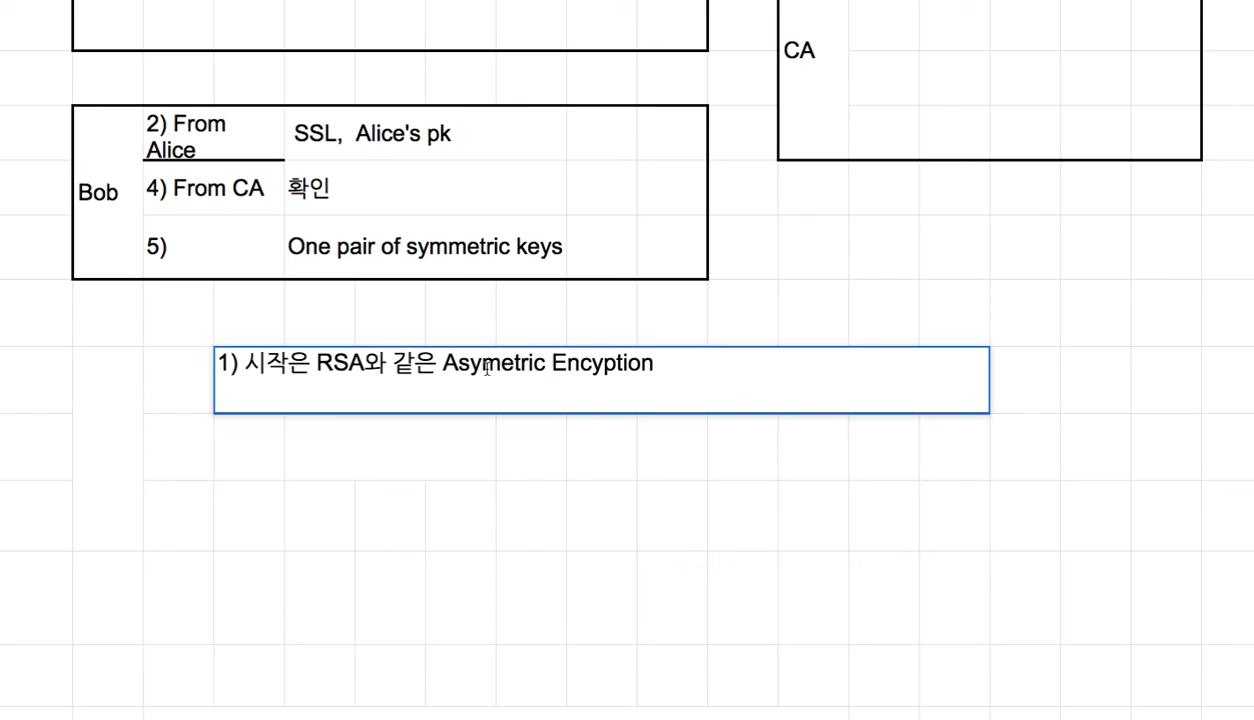 CA
2) From
Alice
SSL,  Alice's pk
Bob
4) From CA
확인
5)
One pair of symmetric keys
1) 시작은 RSA와 같은 Asymetric Encyption